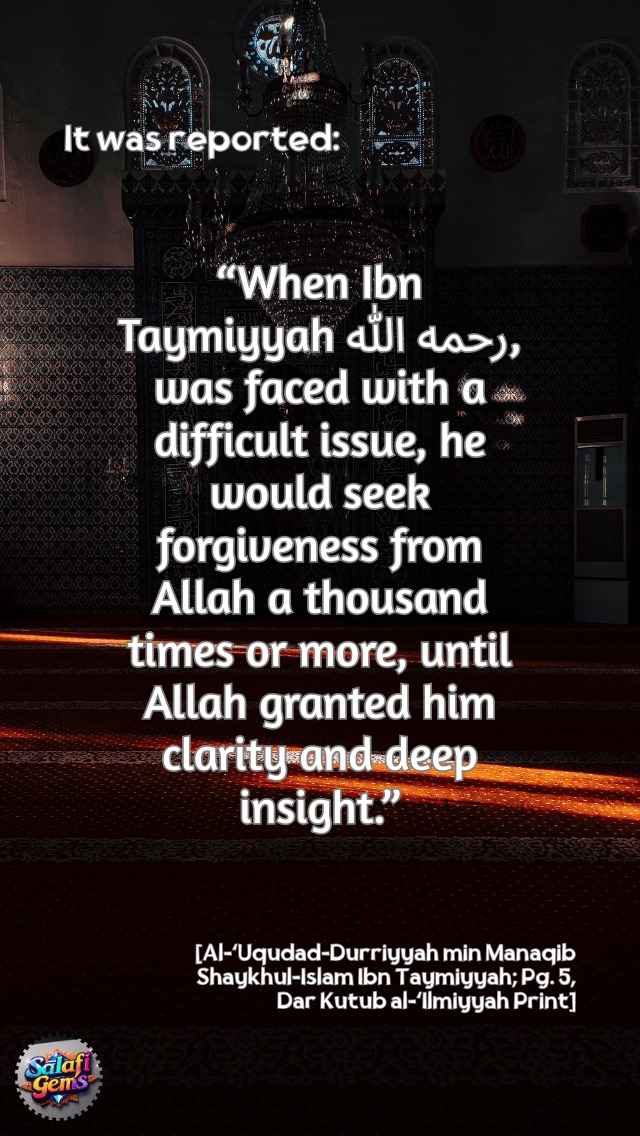 It was reported:
“When Ibn
Taymiyyah رحمه الله,
was faced with a
difficult issue, he
would seek
forgiveness from
Allah a thousand
times or more, until
Allah granted him
clarity and deep
insight.”
[Al-‘Uqudad-Durriyyah min Manaqib
Shaykhul-Islam Ibn Taymiyyah; Pg. 5,
Dar Kutub al-‘Ilmiyyah Print]
Salafi
Gems